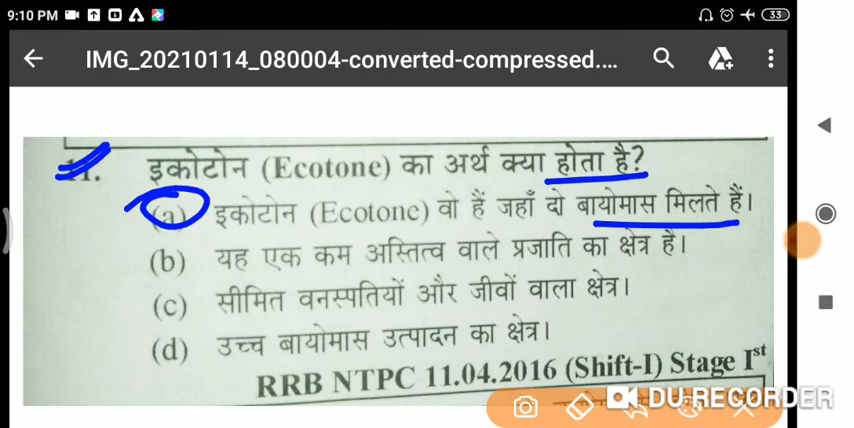 9:10 PM 33
IMG_20210114_080004-converted-compressed....
11. इकोटोन (Ecotone) का अर्थ क्या होता है?
(a) इकोटोन (Ecotone) वो हैं जहाँ दो बायोमास मिलते हैं।
(b) यह एक कम अस्तित्व वाले प्रजाति का क्षेत्र है।
(c) सीमित वनस्पतियों और जीवों वाला क्षेत्र।
(d) उच्च बायोमास उत्पादन का क्षेत्र।
RRB NTPC 11.04.2016 (Shift-I) Stage Ist
DU RECORDER